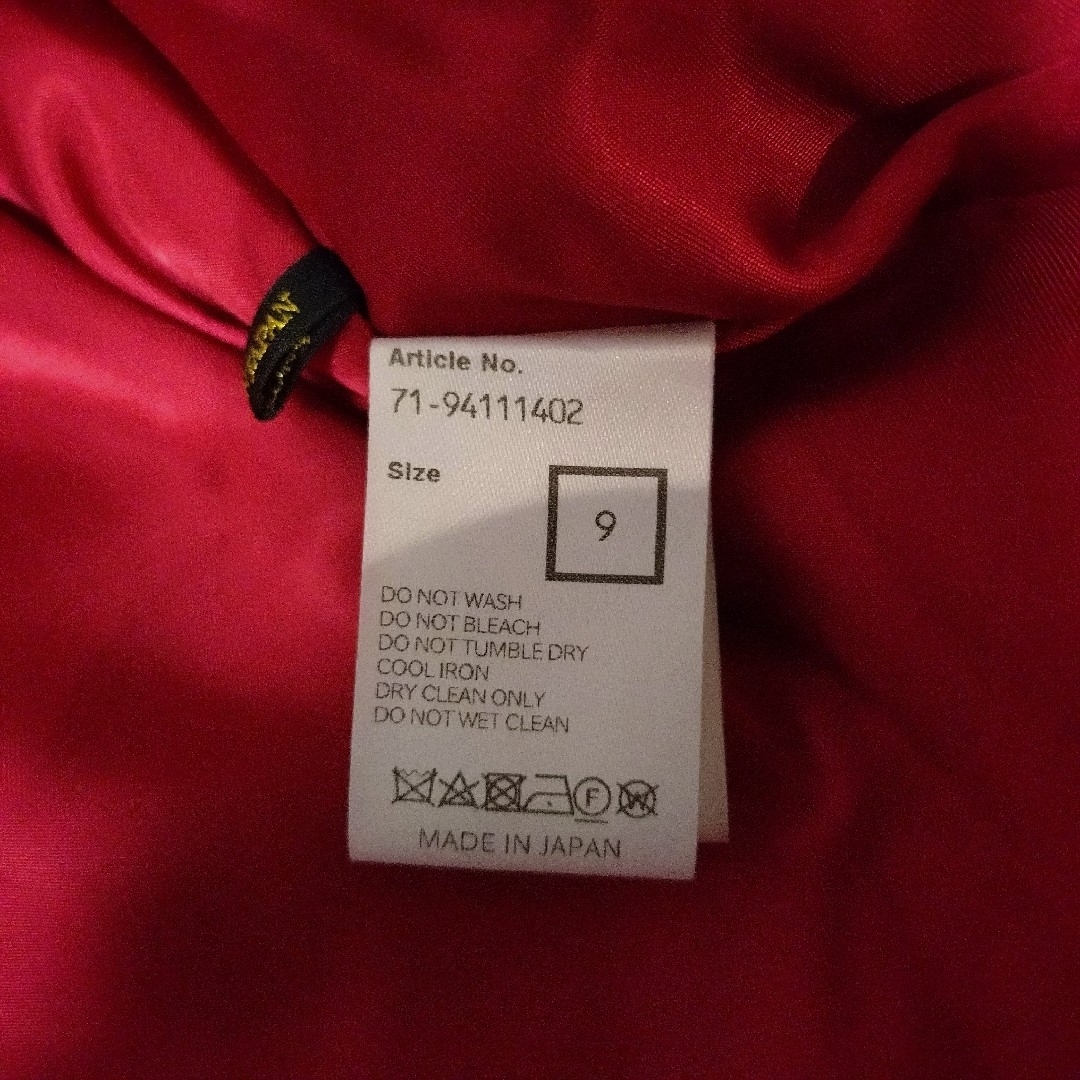 JAPAN
Article No.
71-94111402
Size
9
DO NOT WASH
DO NOT BLEACH
DO NOT TUMBLE DRY
COOL IRON
DRY CLEAN ONLY
DO NOT WET CLEAN
F W
MADE IN JAPAN